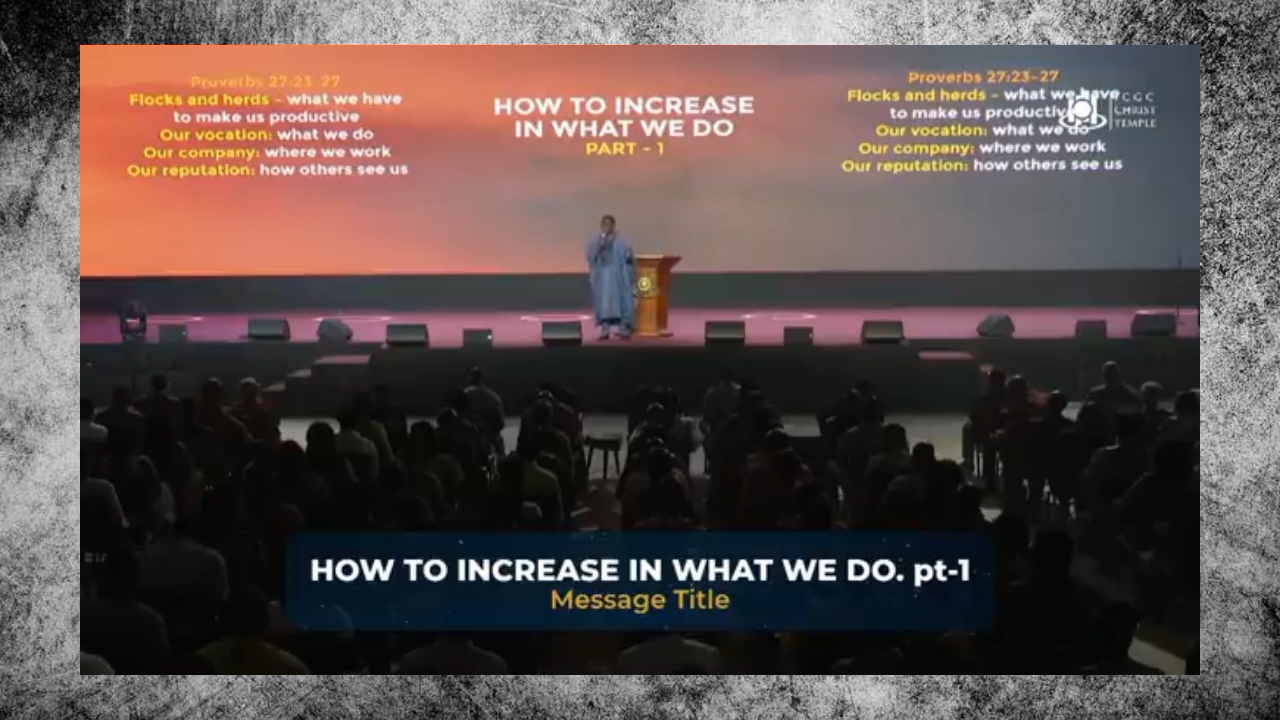 Proverbs 27:23-27
Flocks and herds - what we have
to make us productive
Our vocation: what we do
Our company: where we work
Our reputation: how others see us
HOW TO INCREASE
IN WHAT WE DO
PART - 1
Proverbs 27:23-27
Flocks and herds - what we have
to make us productive
Our vocation: what we do
Our company: where we work
Our reputation: how others see us
CGC
CHRIST
TEMPLE
HOW TO INCREASE IN WHAT WE DO. pt-1
Message Title